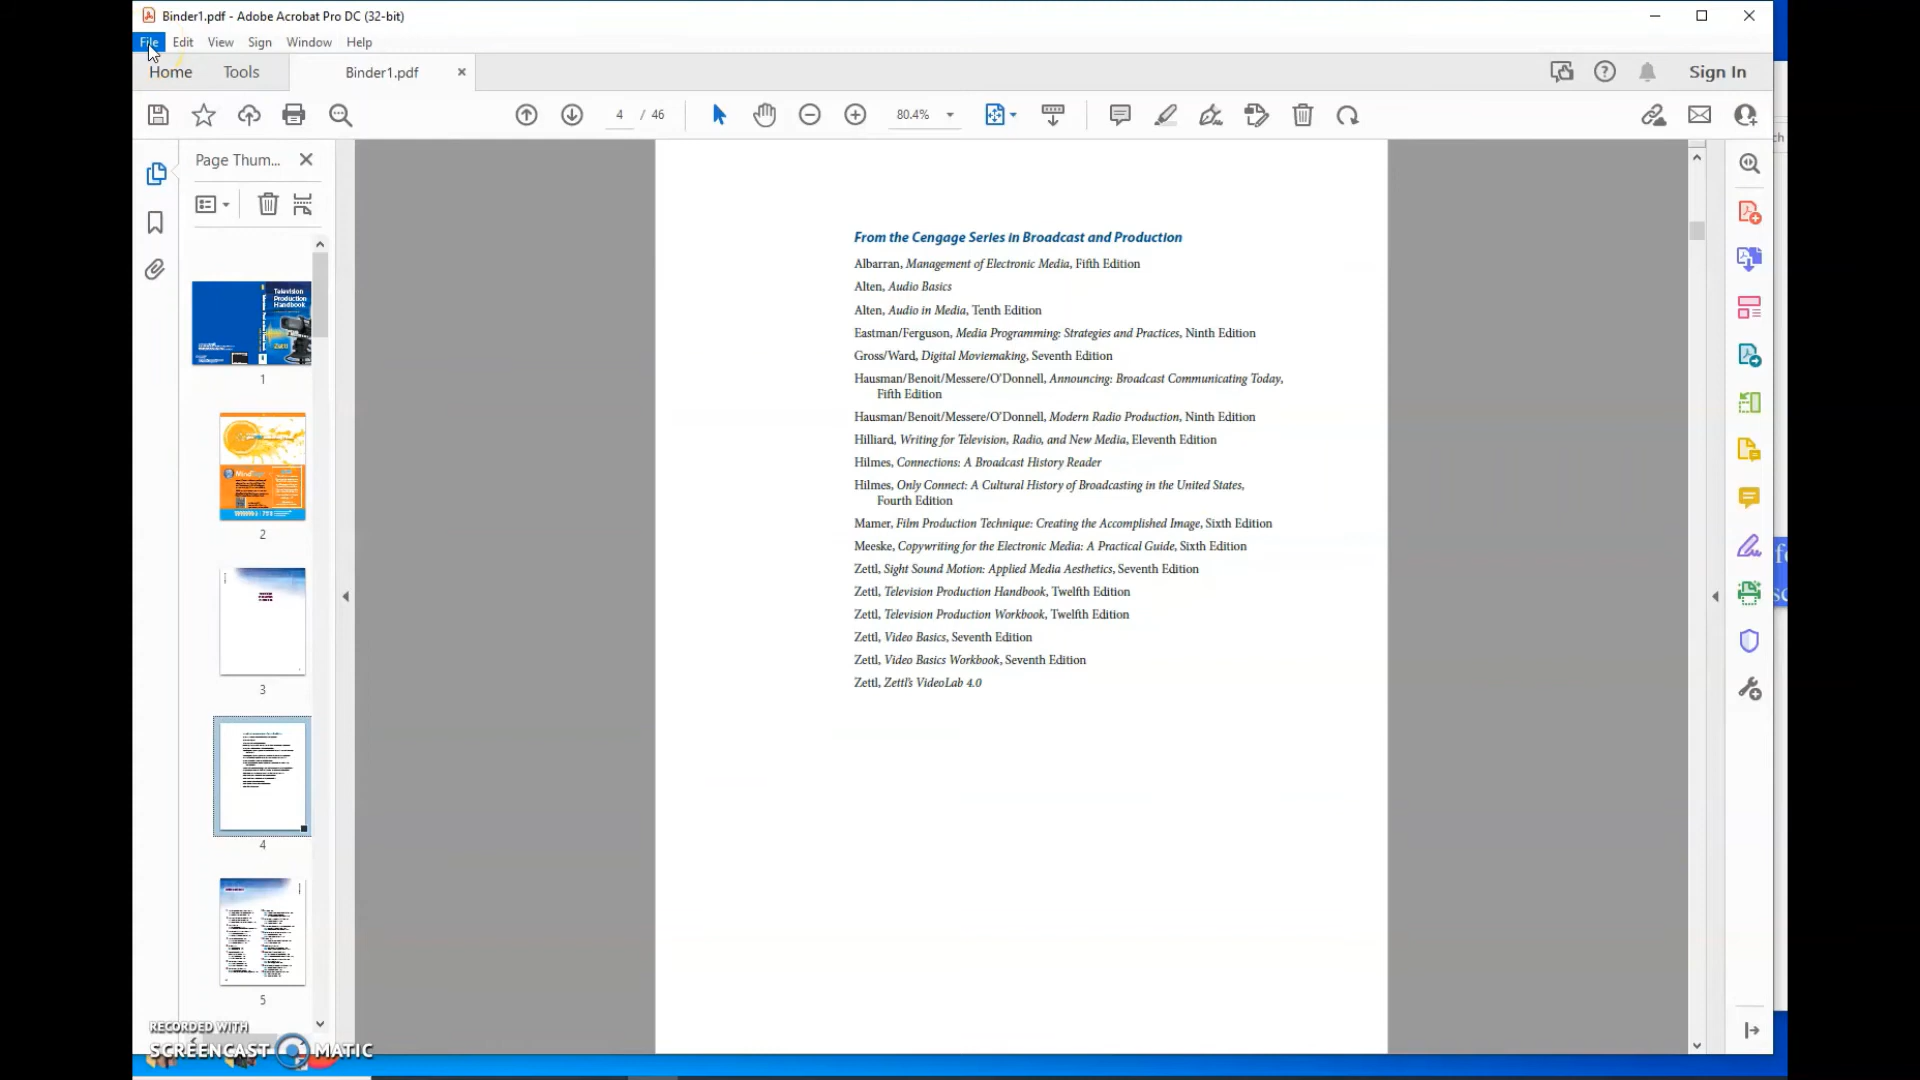 Binder1.pdf - Adobe Acrobat Pro DC (32-bit)
File Edit View Sign Window Help
Home Tools Binder1.pdf Sign In
4 / 46 80.4%
Page Thum...
From the Cengage Series in Broadcast and Production
Albarran, Management of Electronic Media, Fifth Edition
Alten, Audio Basics
Alten, Audio in Media, Tenth Edition
Eastman/Ferguson, Media Programming: Strategies and Practices, Ninth Edition
Gross/Ward, Digital Moviemaking, Seventh Edition
Hausman/Benoit/Messere/O'Donnell, Announcing: Broadcast Communicating Today,
Fifth Edition
Hausman/Benoit/Messere/O'Donnell, Modern Radio Production, Ninth Edition
Hilliard, Writing for Television, Radio, and New Media, Eleventh Edition
Hilmes, Connections: A Broadcast History Reader
Hilmes, Only Connect: A Cultural History of Broadcasting in the United States,
Fourth Edition
Mamer, Film Production Technique: Creating the Accomplished Image, Sixth Edition
Meeske, Copywriting for the Electronic Media: A Practical Guide, Sixth Edition
Zettl, Sight Sound Motion: Applied Media Aesthetics, Seventh Edition
Zettl, Television Production Handbook, Twelfth Edition
Zettl, Television Production Workbook, Twelfth Edition
Zettl, Video Basics, Seventh Edition
Zettl, Video Basics Workbook, Seventh Edition
Zettl, Zettl's VideoLab 4.0
Television
Production
Handbook
Zettl
1
2
3
4
5
RECORDED WITH
SCREENCAST MATIC